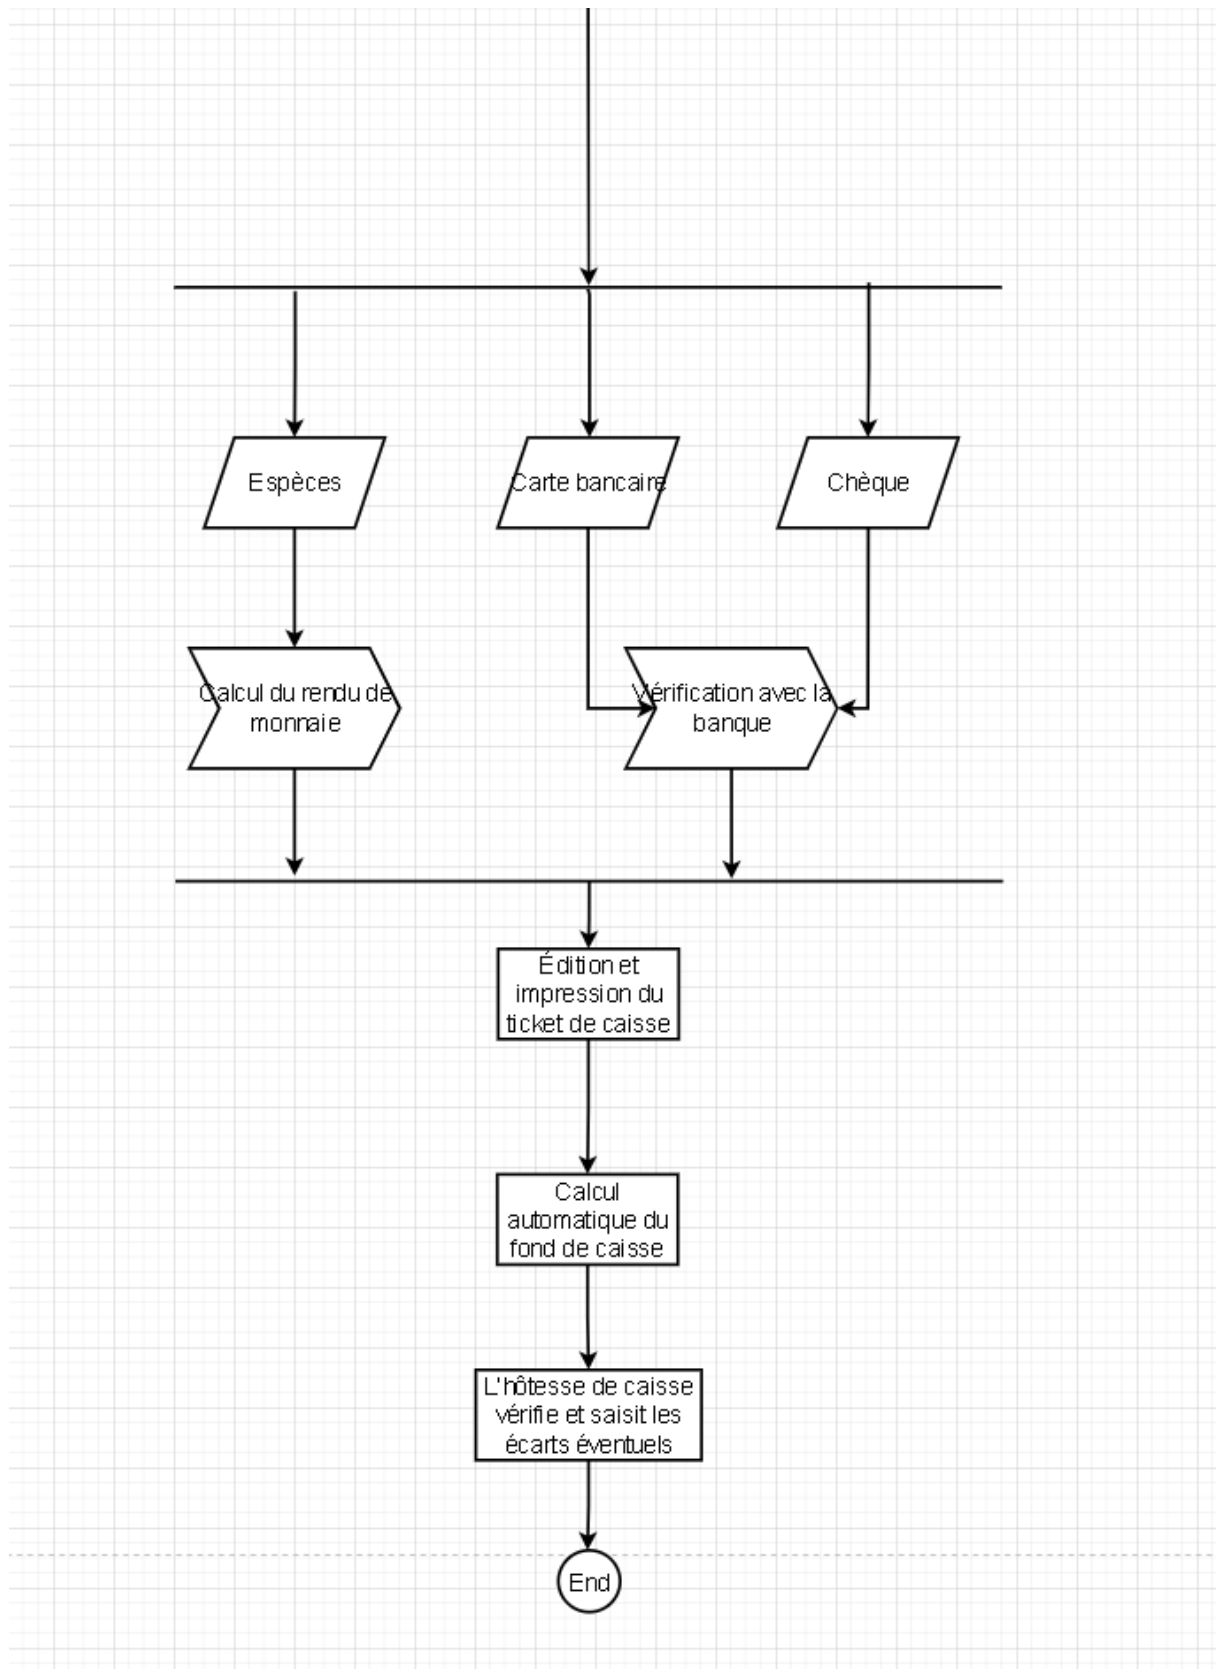 Espèces
Carte bancaire
Chèque
Calcul du rendu de
monnaie
Vérification avec la
banque
Édition et
impression du
ticket de caisse
Calcul
automatique du
fond de caisse
L'hôtesse de caisse
vérifie et saisit les
écarts éventuels
End